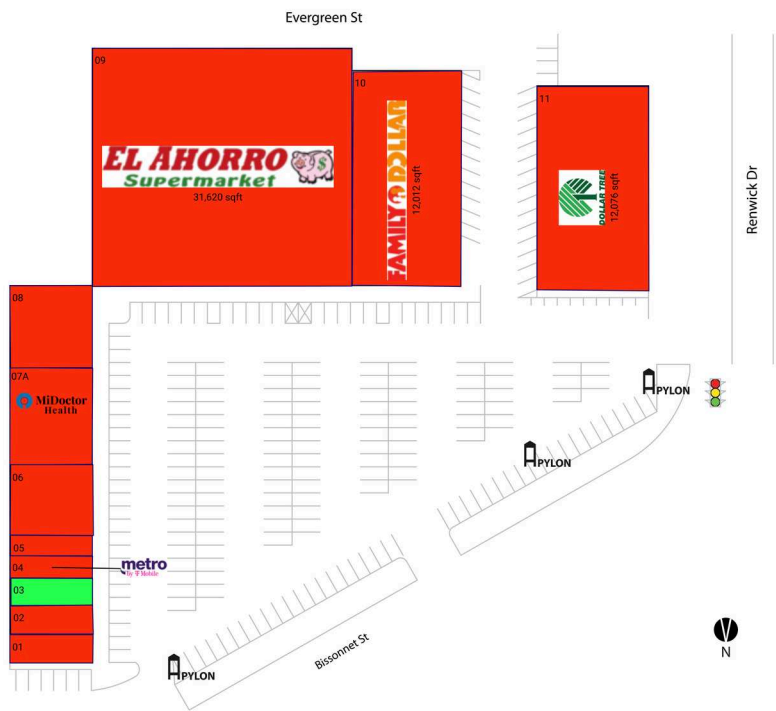 Evergreen St
09
EL AHORRO
Supermarket
31,620 sqft
10
FAMILY DOLLAR
12,012 sqft
11
DOLLAR TREE
12,076 sqft
Renwick Dr
08
07A
MiDoctor
Health
06
05
04
metro
by T Mobile
03
02
01
PYLON
PYLON
PYLON
Bissonnet St
N